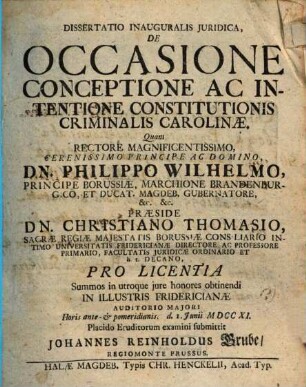 DISSERTATIO INAUGURALIS JURIDICA,
DE
OCCASIONE
CONCEPTIONE AC IN-
TENTIONE CONSTITUTIONIS
CRIMINALIS CAROLINÆ,
Quam
RECTORE MAGNIFICENTISSIMO,
SERENISSIMO PRINCIPE AC DOMINO,
DN. PHILIPPO WILHELMO,
PRINCIPE BORUSSIÆ, MARCHIONE BRANDENBUR-
GICO, ET DUCAT. MAGDEB. GUBERNATORE,
&c. &c.
PRÆSIDE
DN. CHRISTIANO THOMASIO,
SACRÆ REGIÆ MAJESTATIS BORUSSIÆ CONSILIARIO IN-
TIMO UNIVERSITATIS FRIDERICIANÆ DIRECTORE, AC PROFESSORE
PRIMARIO, FACULTATIS JURIDICÆ ORDINARIO ET
h. t. DECANO,
PRO LICENTIA
Summos in utroque jure honores obtinendi
IN ILLUSTRIS FRIDERICIANÆ
AUDITORIO MAJORI
Horis ante- & pomeridianis. d. 1. Junii MDCCXI.
Placido Eruditorum examini submittit
JOHANNES REINHOLDUS Grube/
REGIOMONTE PRUSSUS.
HALÆ MAGDEB. Typis CHR. HENCKELII, Acad. Typ.